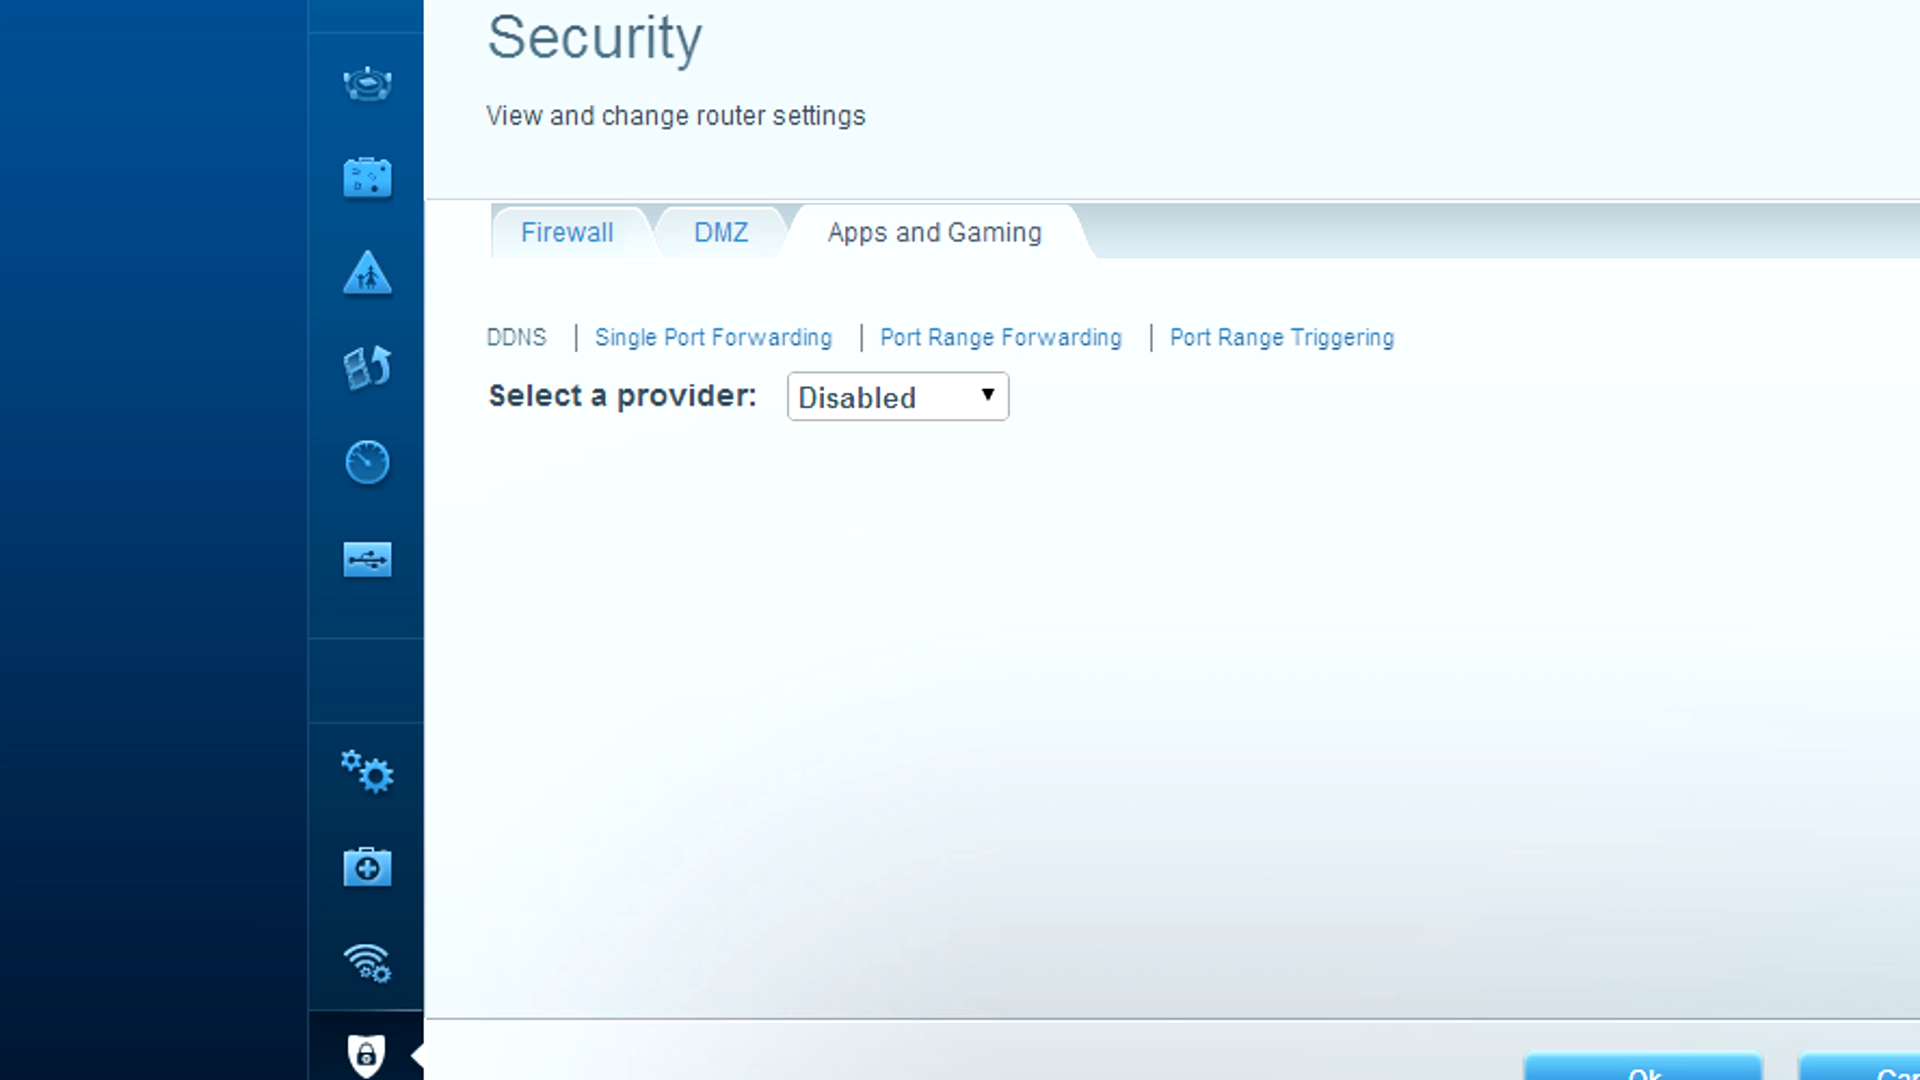 Security
View and change router settings
Firewall DMZ Apps and Gaming
DDNS | Single Port Forwarding | Port Range Forwarding | Port Range Triggering
Select a provider: Disabled
Ok